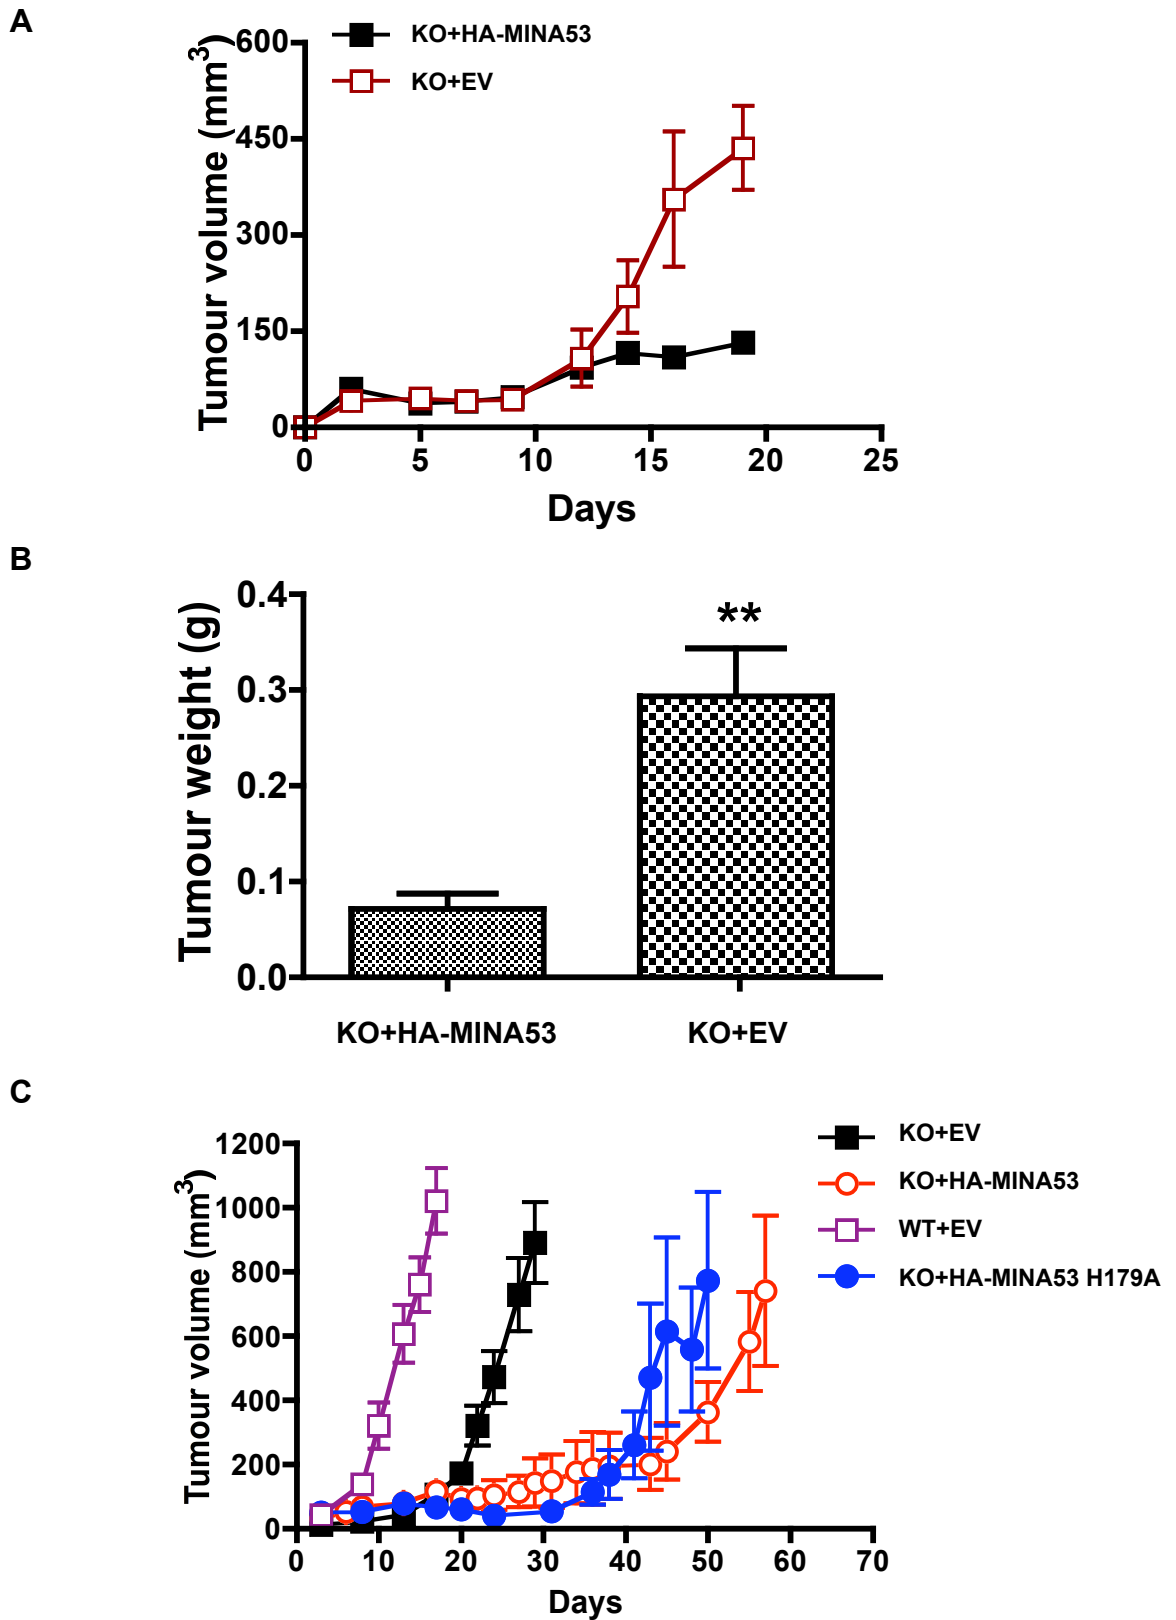 A
KO+HA-MINA53
KO+EV
Tumour volume (mm3)
600
450
300
150
0
0 5 10 15 20 25
Days
B
**
Tumour weight (g)
0.4
0.3
0.2
0.1
0.0
KO+HA-MINA53 KO+EV
C
KO+EV
KO+HA-MINA53
WT+EV
KO+HA-MINA53 H179A
Tumour volume (mm3)
1200
1000
800
600
400
200
0
0 10 20 30 40 50 60 70
Days